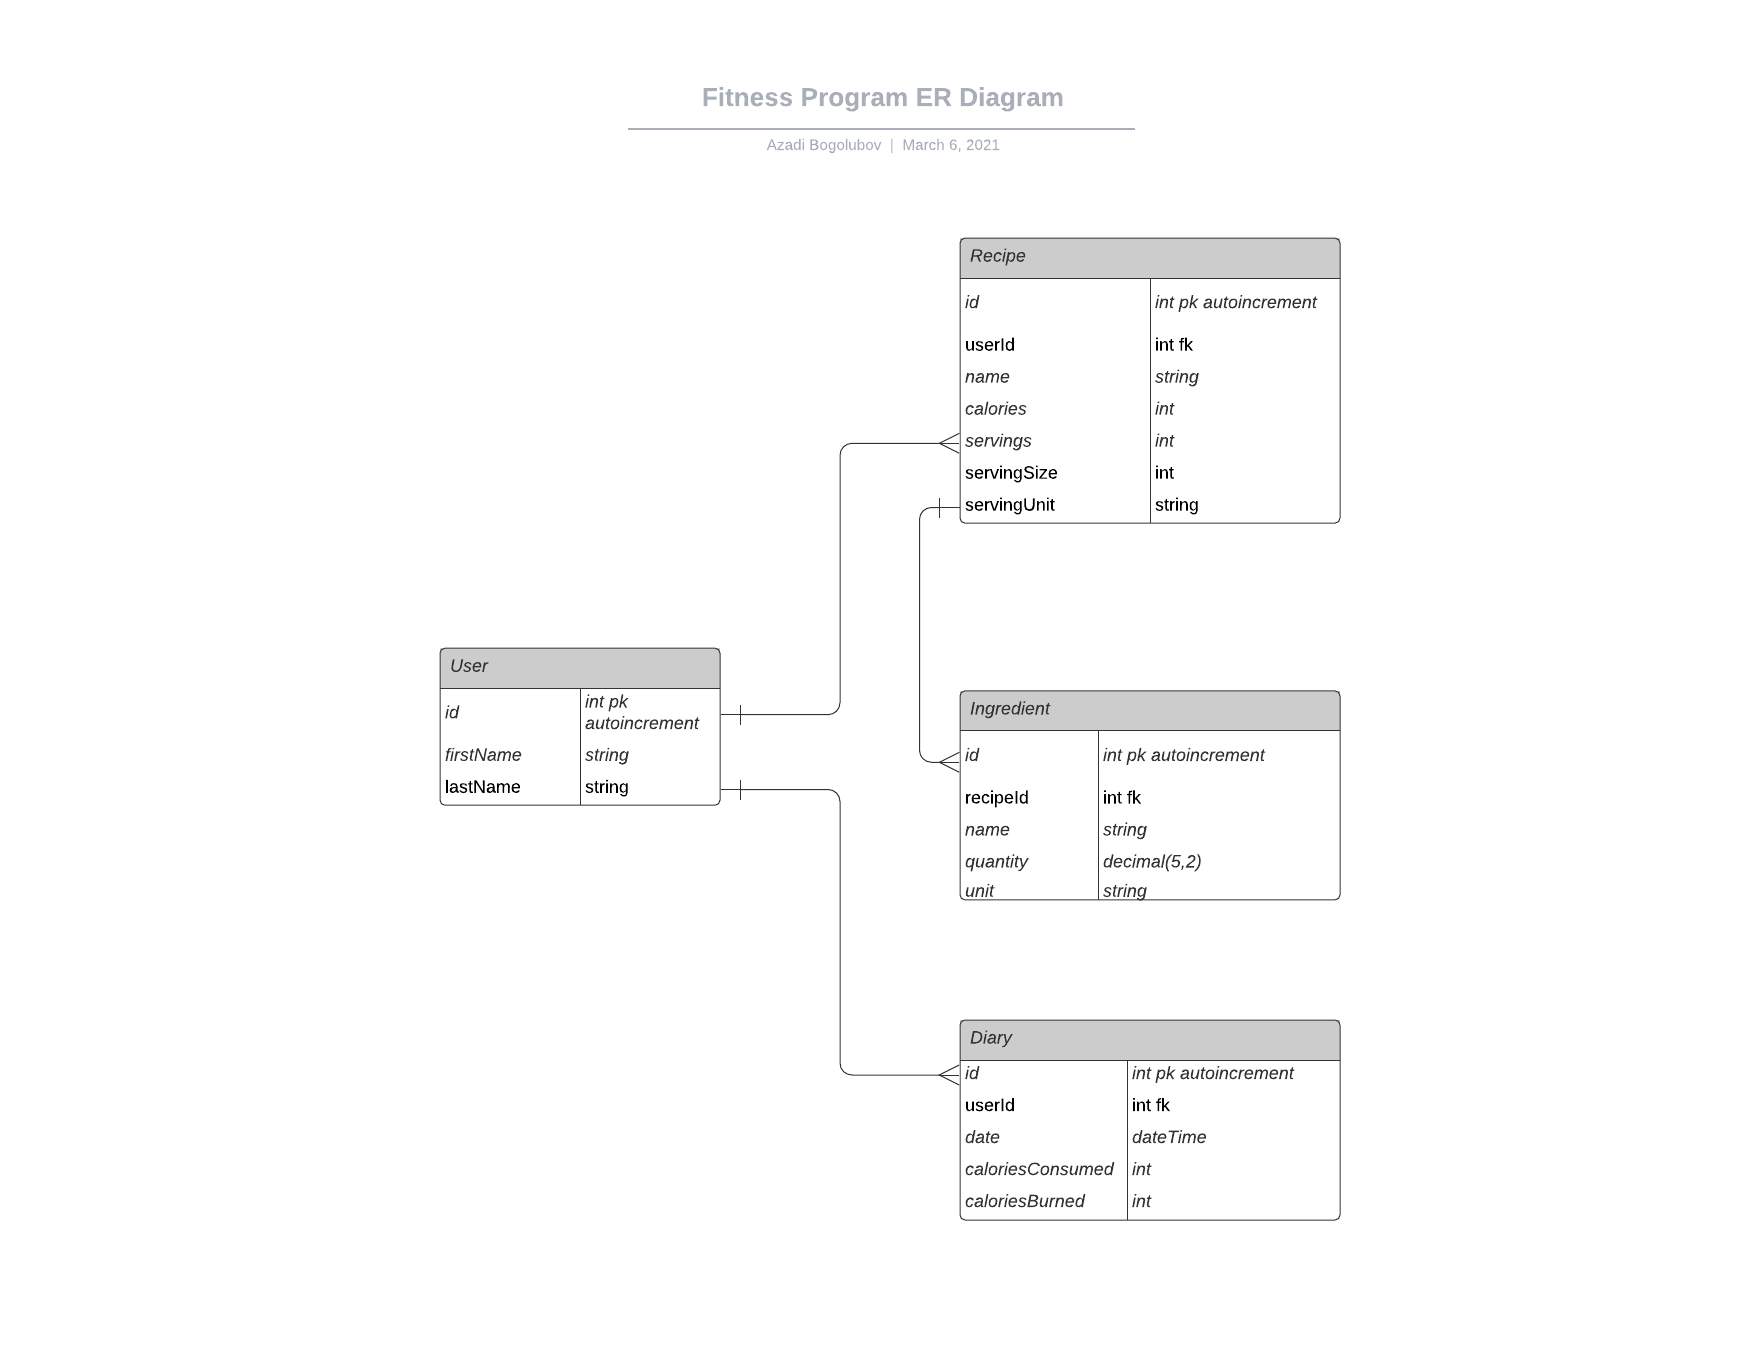 Fitness Program ER Diagram
Azadi Bogolubov | March 6, 2021
Recipe
id int pk autoincrement
userId int fk
name string
calories int
servings int
servingSize int
servingUnit string
User
id int pk
autoincrement
firstName string
lastName string
Ingredient
id int pk autoincrement
recipeId int fk
name string
quantity decimal(5,2)
unit string
Diary
id int pk autoincrement
userId int fk
date dateTime
caloriesConsumed int
caloriesBurned int